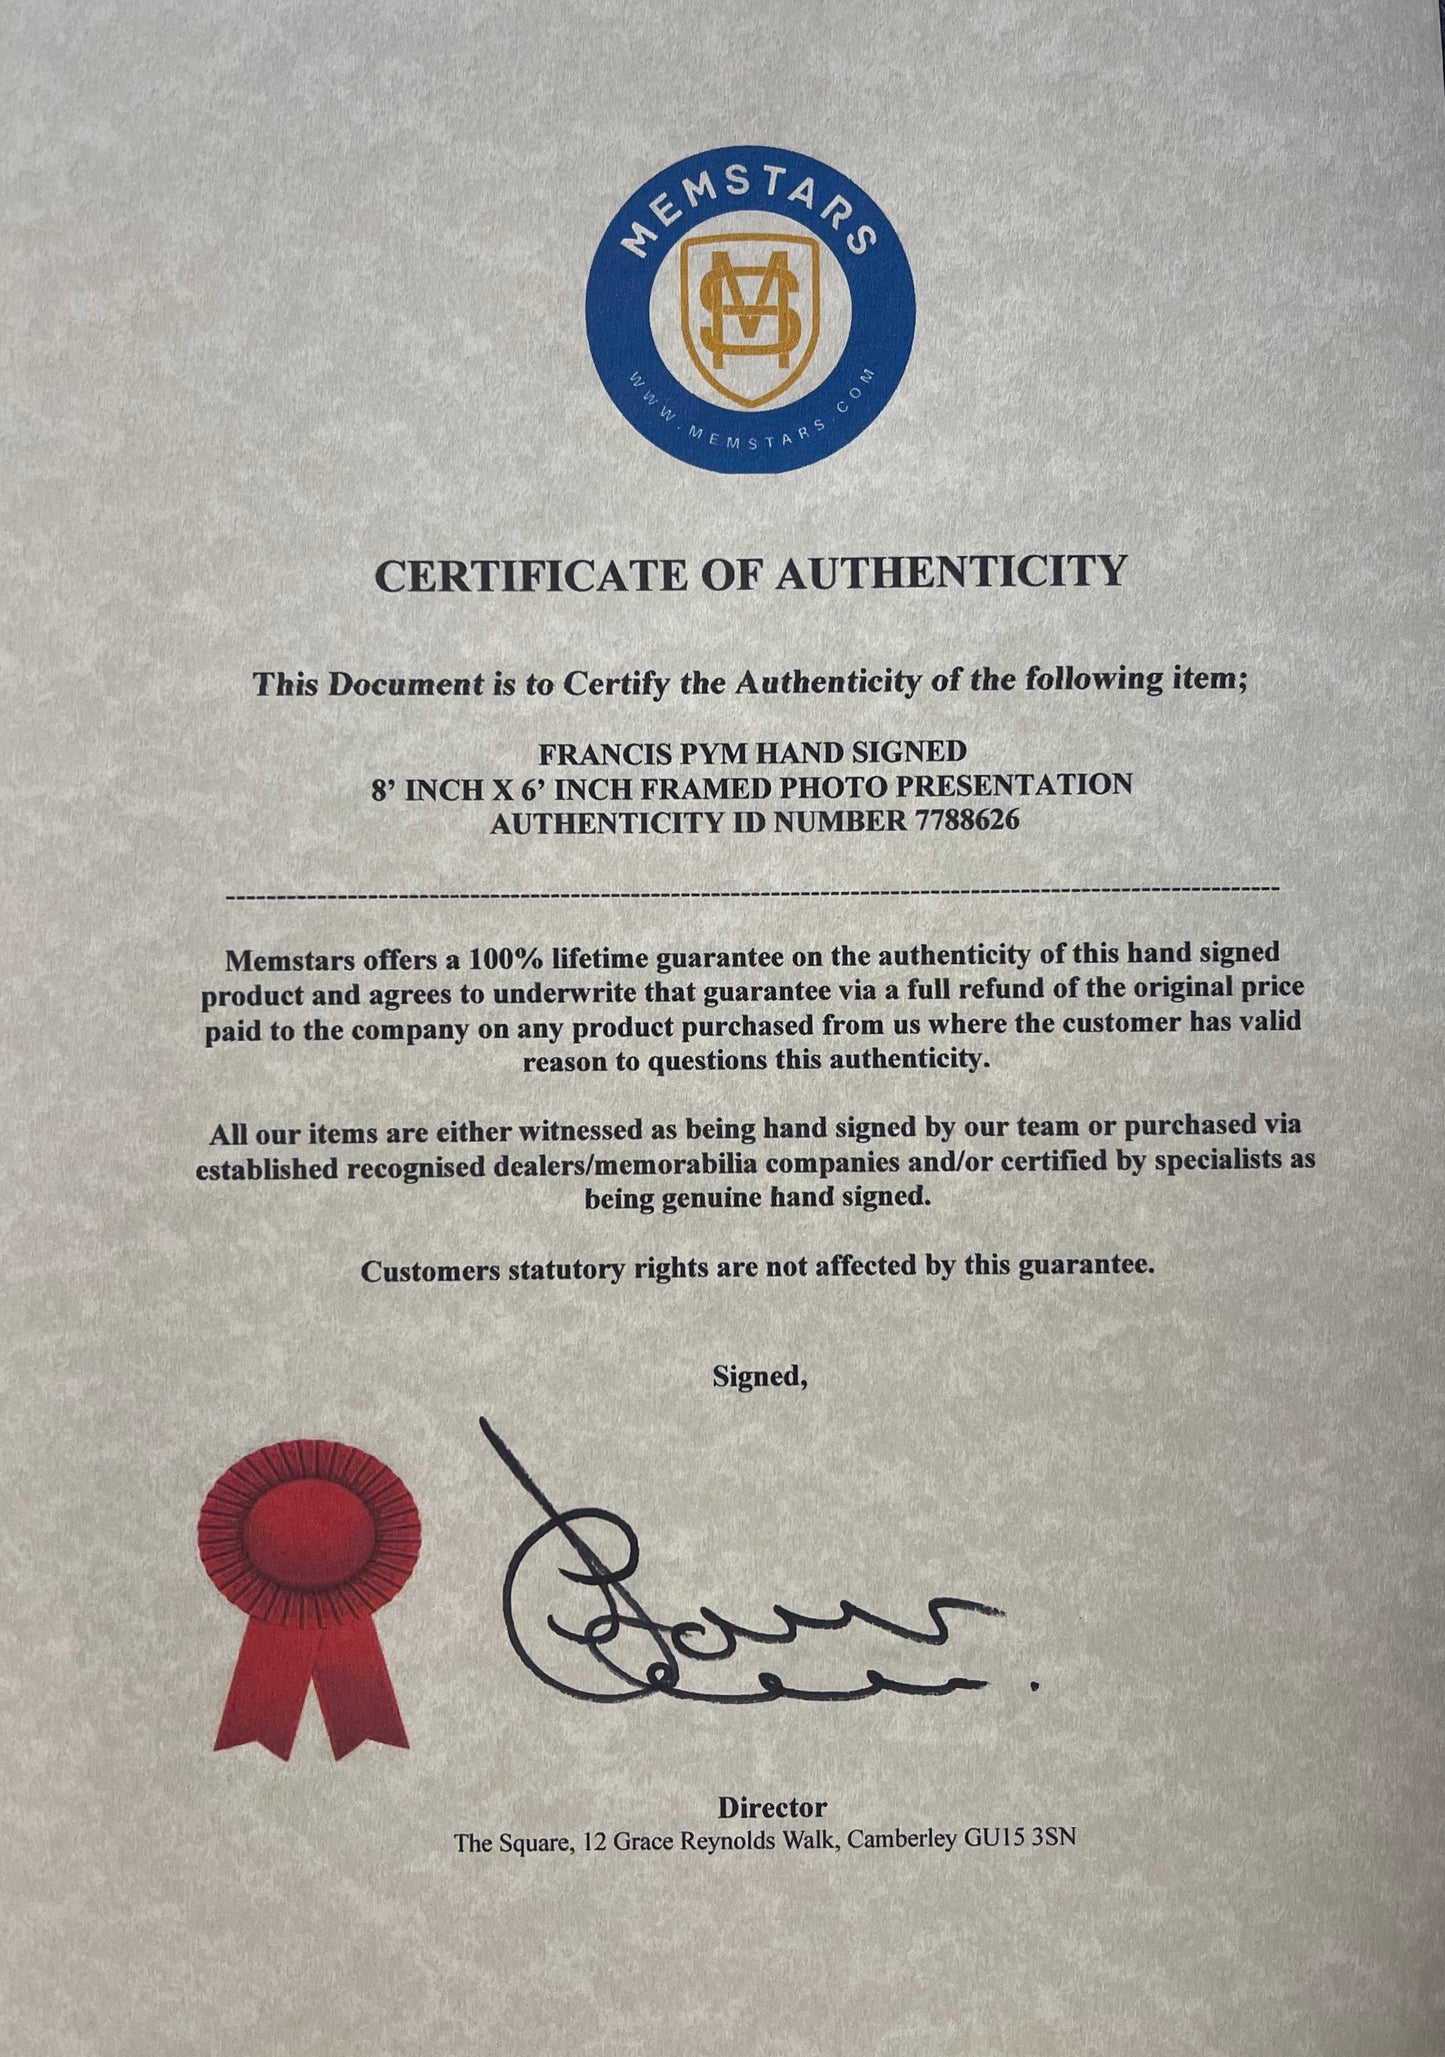 MEMSTARS
WWW.MEMSTARS.COM
CERTIFICATE OF AUTHENTICITY
This Document is to Certify the Authenticity of the following item;
FRANCIS PYM HAND SIGNED
8’ INCH X 6’ INCH FRAMED PHOTO PRESENTATION
AUTHENTICITY ID NUMBER 7788626
Memstars offers a 100% lifetime guarantee on the authenticity of this hand signed
product and agrees to underwrite that guarantee via a full refund of the original price
paid to the company on any product purchased from us where the customer has valid
reason to questions this authenticity.
All our items are either witnessed as being hand signed by our team or purchased via
established recognised dealers/memorabilia companies and/or certified by specialists as
being genuine hand signed.
Customers statutory rights are not affected by this guarantee.
Signed,
Director
The Square, 12 Grace Reynolds Walk, Camberley GU15 3SN